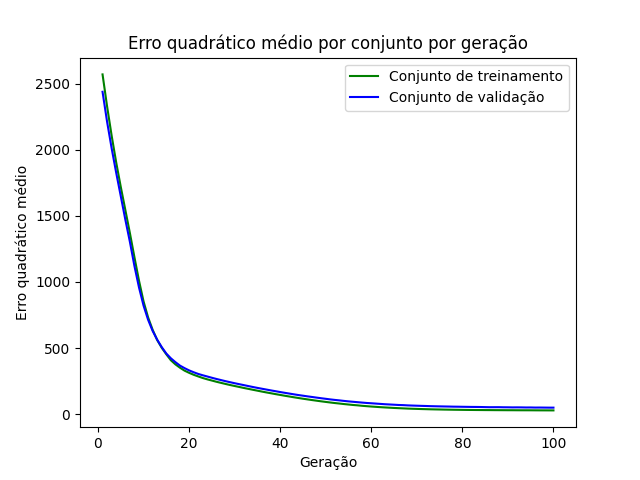 Erro quadrático médio por conjunto por geração
Conjunto de treinamento
Conjunto de validação
Erro quadrático médio
2500
2000
1500
1000
500
0
0 20 40 60 80 100
Geração